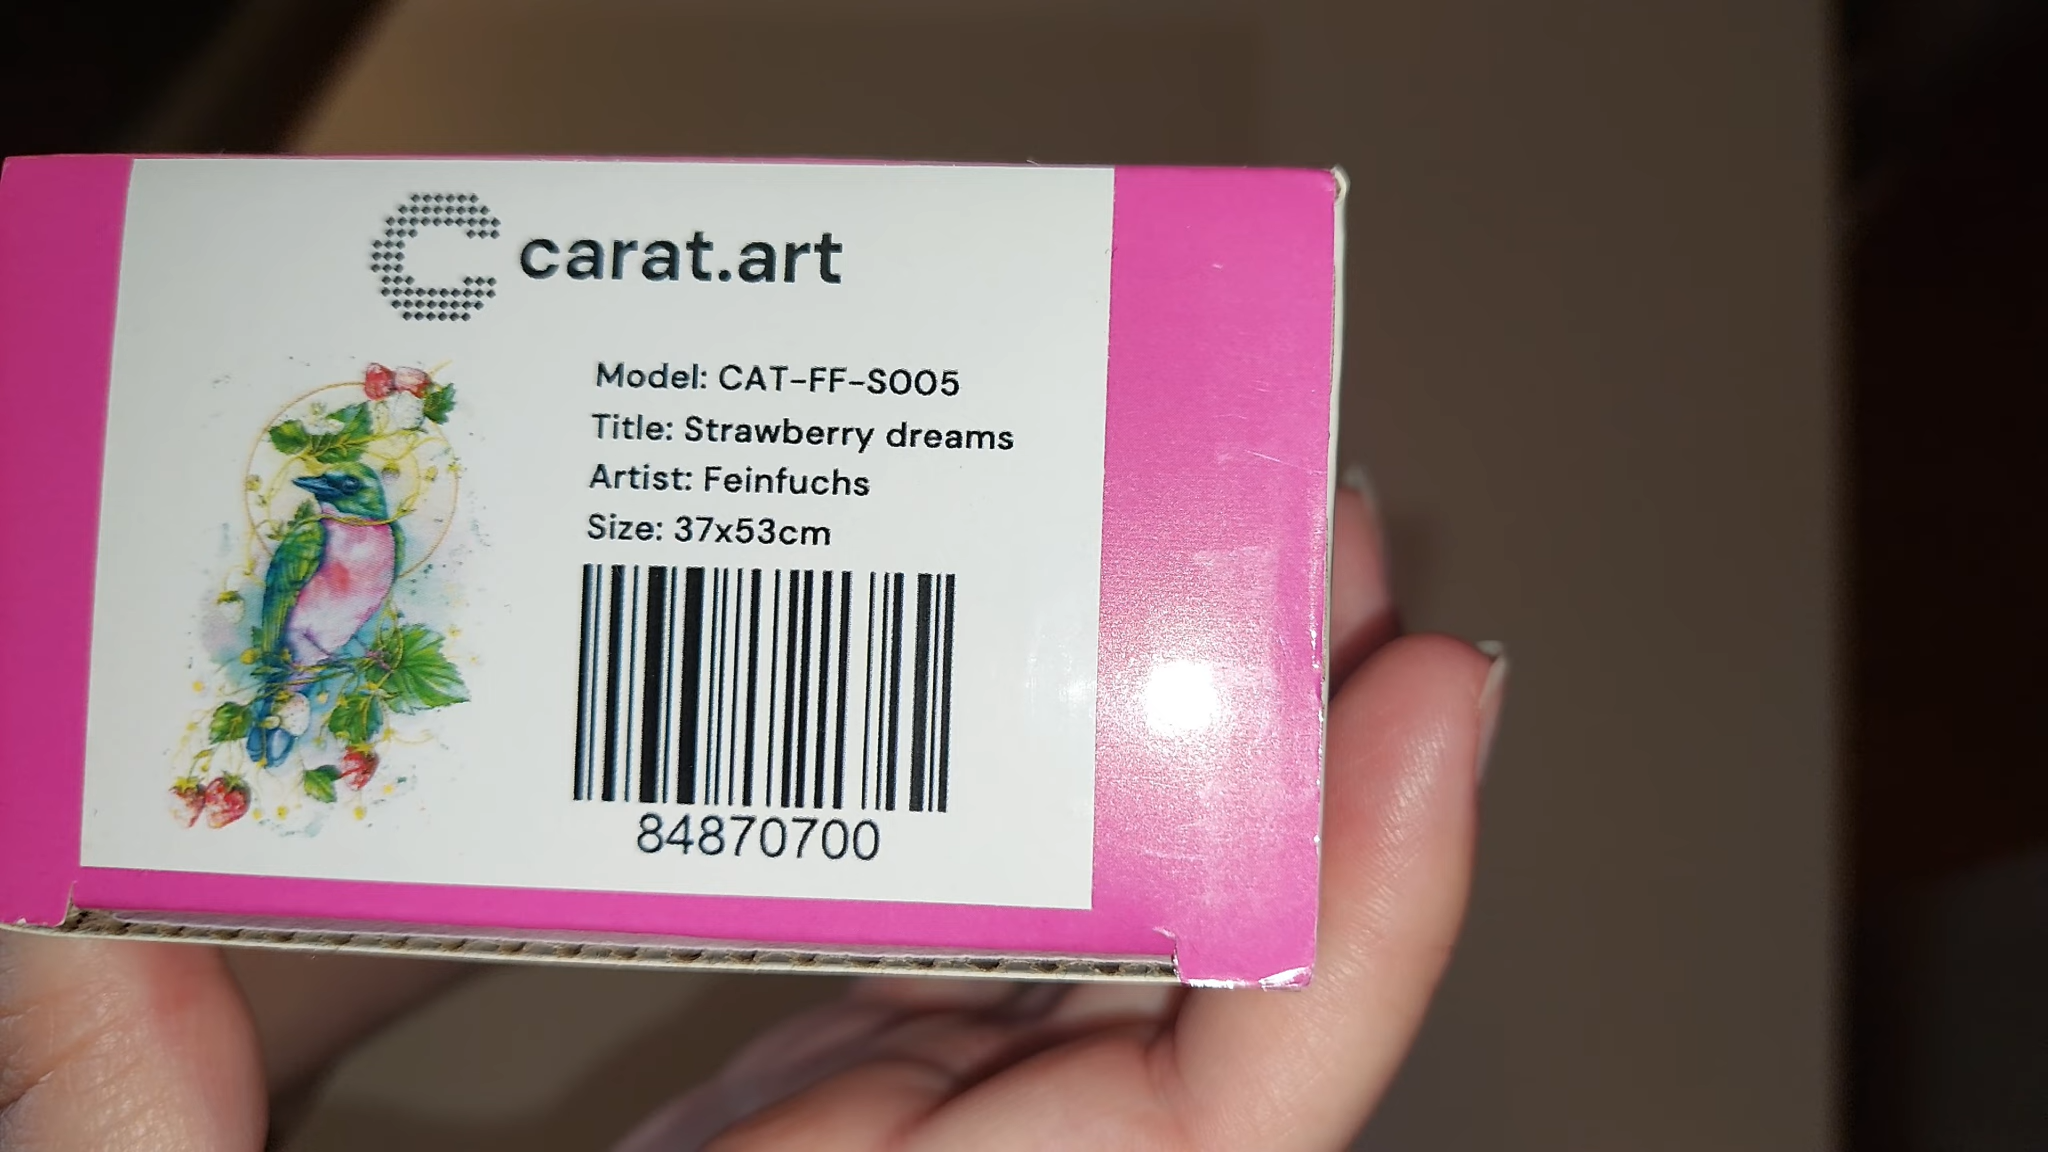 carat.art
Model: CAT-FF-S005
Title: Strawberry dreams
Artist: Feinfuchs
Size: 37x53cm
84870700